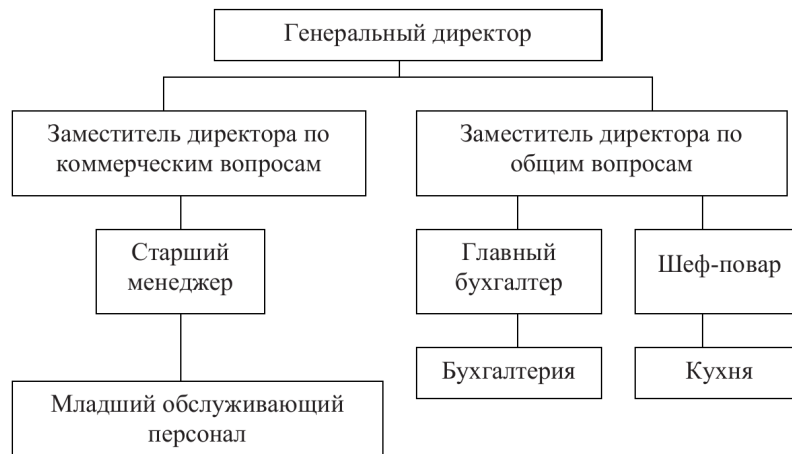 Генеральный директор
Заместитель директора по
коммерческим вопросам
Заместитель директора по
общим вопросам
Старший
менеджер
Главный
бухгалтер
Шеф-повар
Бухгалтерия
Кухня
Младший обслуживающий
персонал